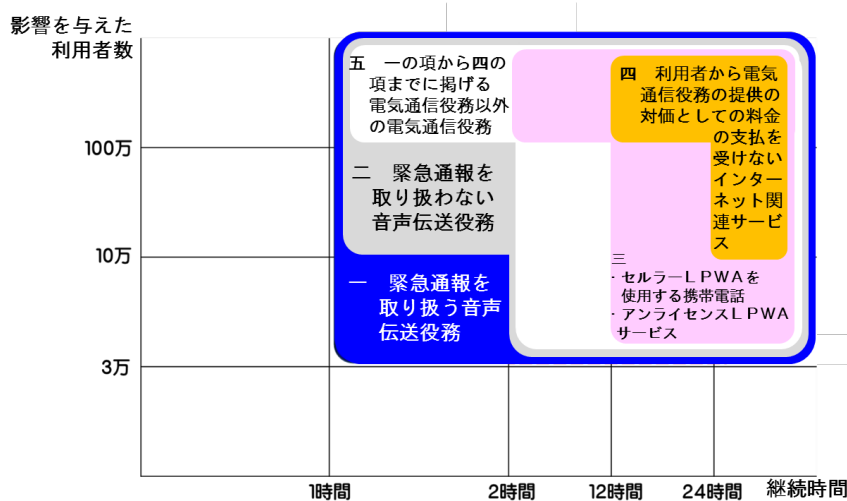 影響を与えた
利用者数
100万
10万
3万
五 一の項から四の
項までに掲げる
電気通信役務以外
の電気通信役務
二 緊急通報を
取り扱わない
音声伝送役務
一 緊急通報を
取り扱う音声
伝送役務
四 利用者から電気
通信役務の提供の
対価としての料金
の支払を
受けない
インター
ネット関
連サービ
ス
三
・セルラーＬＰＷＡを
使用する携帯電話
・アンライセンスＬＰＷＡ
サービス
1時間
2時間
12時間
24時間
継続時間